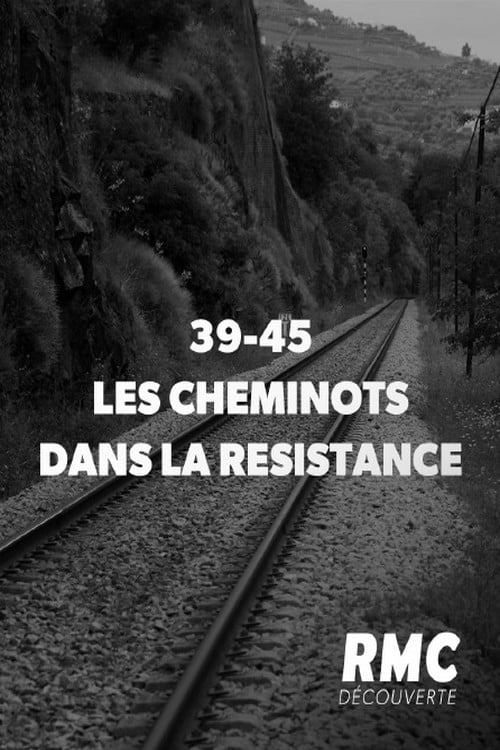 39-45
LES CHEMINOTS
DANS LA RESISTANCE
RMC
DÉCOUVERTE